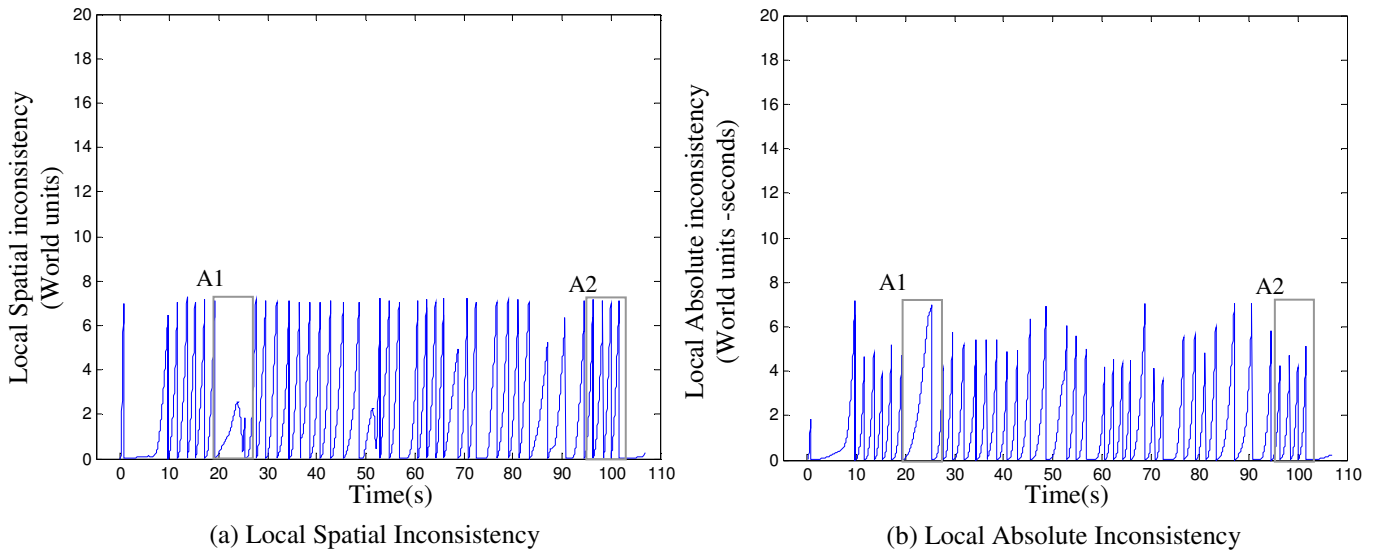 20
18
16
14
12
10
8
6
4
2
0
Local Spatial inconsistency
(World units)
A1
A2
0 10 20 30 40 50 60 70 80 90 100 110
Time(s)
(a) Local Spatial Inconsistency
20
18
16
14
12
10
8
6
4
2
0
Local Absolute inconsistency
(World units -seconds)
A1
A2
0 10 20 30 40 50 60 70 80 90 100 110
Time(s)
(b) Local Absolute Inconsistency